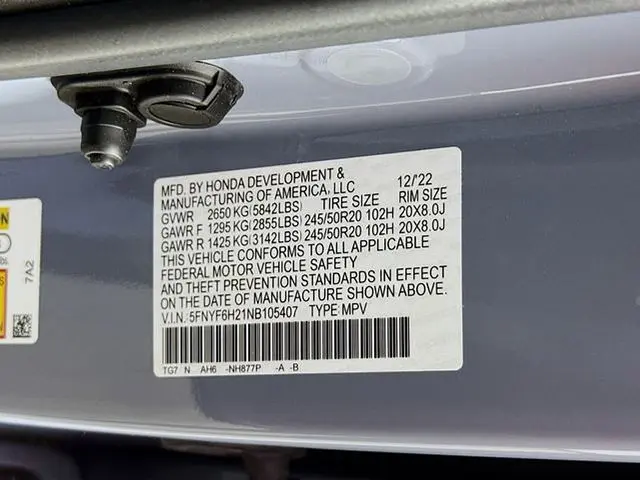 MFD. BY HONDA DEVELOPMENT &
MANUFACTURING OF AMERICA, LLC 12/'22
GVWR 2650 KG(5842LBS) TIRE SIZE RIM SIZE
GAWR F 1295 KG(2855LBS) 245/50R20 102H 20X8.0J
GAWR R 1425 KG(3142LBS) 245/50R20 102H 20X8.0J
THIS VEHICLE CONFORMS TO ALL APPLICABLE
FEDERAL MOTOR VEHICLE SAFETY
AND THEFT PREVENTION STANDARDS IN EFFECT
ON THE DATE OF MANUFACTURE SHOWN ABOVE.
V.I.N.: 5FNYF6H21NB105407 TYPE: MPV
TG7 N AH6 -NH877P -A -B
7A2